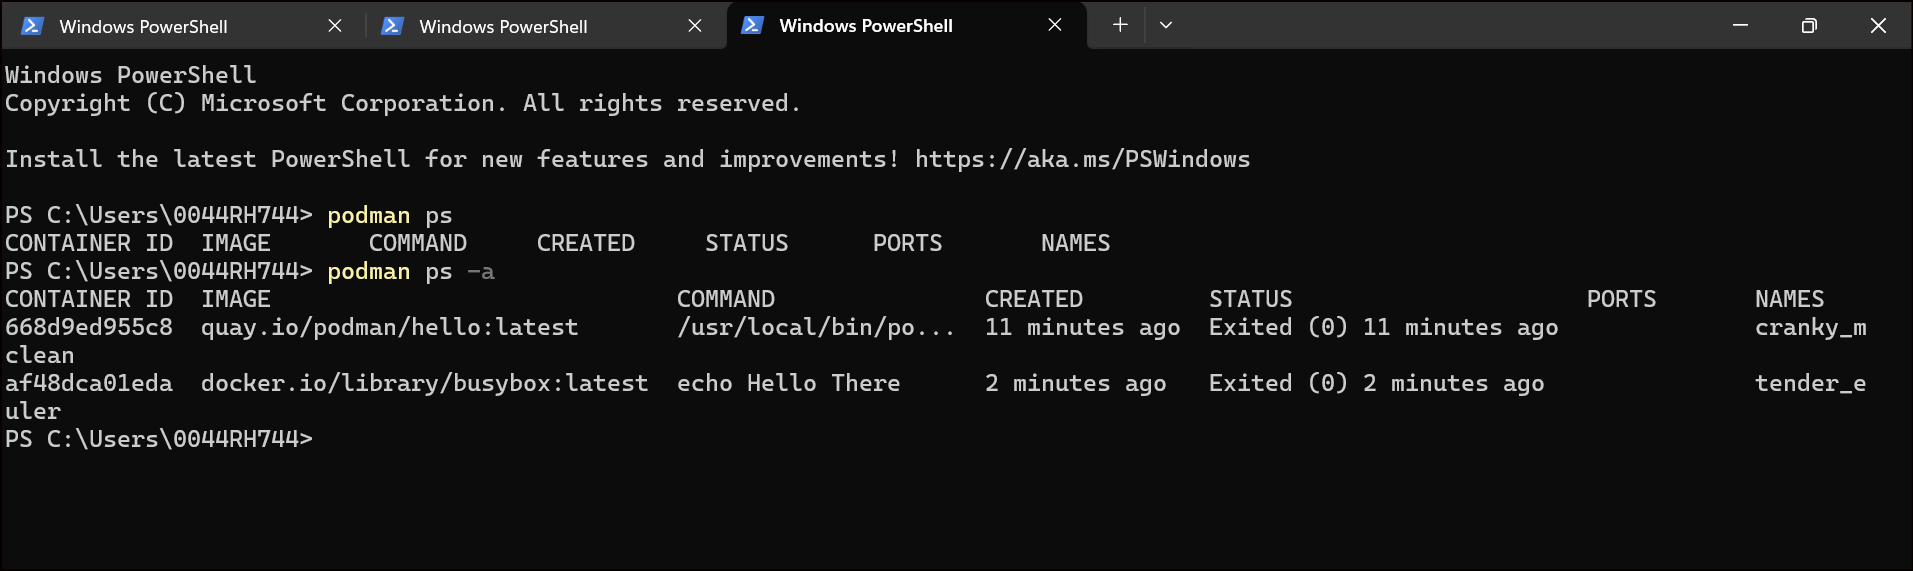 Windows PowerShell Windows PowerShell Windows PowerShell
Windows PowerShell
Copyright (C) Microsoft Corporation. All rights reserved.
Install the latest PowerShell for new features and improvements! https://aka.ms/PSWindows
PS C:\Users\0044RH744> podman ps
CONTAINER ID  IMAGE       COMMAND     CREATED     STATUS      PORTS       NAMES
PS C:\Users\0044RH744> podman ps -a
CONTAINER ID  IMAGE                             COMMAND               CREATED         STATUS                     PORTS       NAMES
668d9ed955c8  quay.io/podman/hello:latest       /usr/local/bin/po...  11 minutes ago  Exited (0) 11 minutes ago              cranky_m
clean
af48dca01eda  docker.io/library/busybox:latest  echo Hello There      2 minutes ago   Exited (0) 2 minutes ago               tender_e
uler
PS C:\Users\0044RH744>